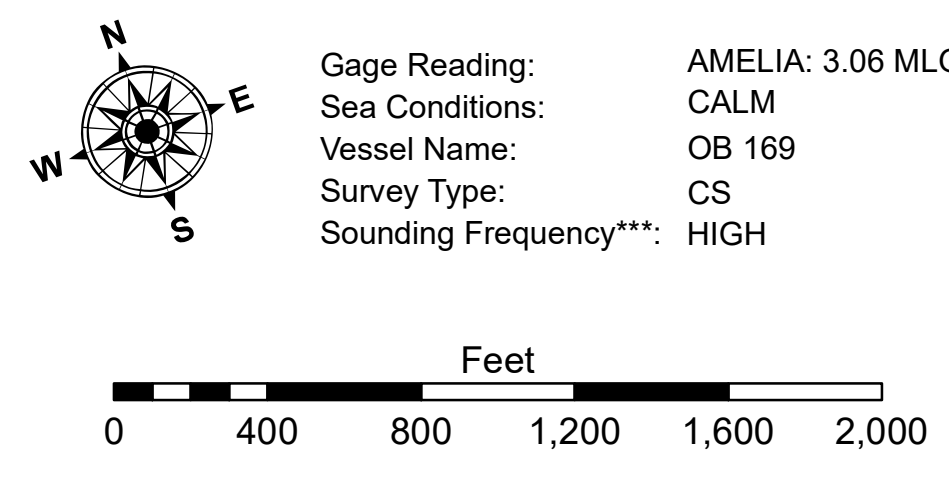 N
E
W
S
Gage Reading: AMELIA: 3.06
Sea Conditions: CALM
Vessel Name: OB 169
Survey Type: CS
Sounding Frequency***: HIGH
Feet
0 400 800 1,200 1,600 2,000